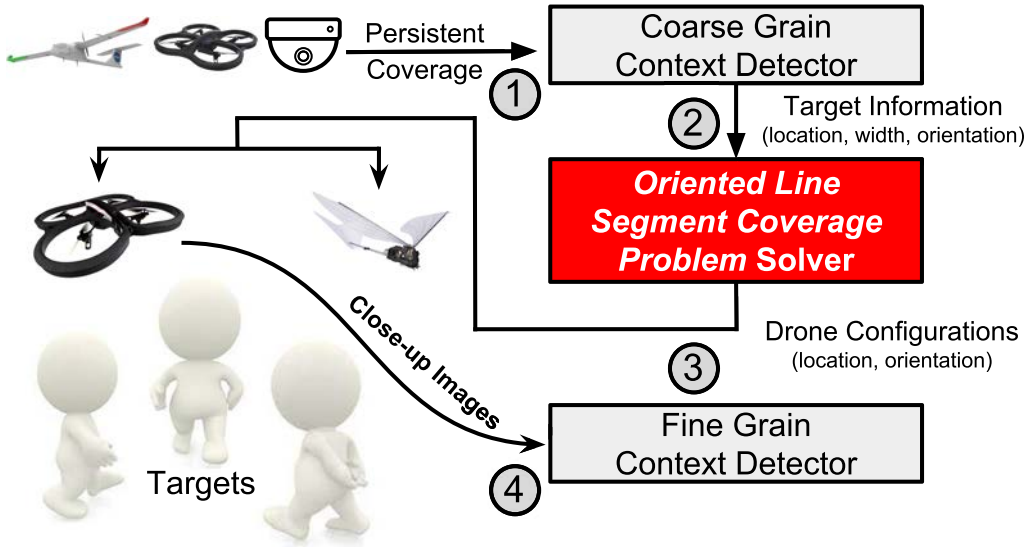 Persistent
Coverage
1
Coarse Grain
Context Detector
2
Target Information
(location, width, orientation)
Oriented Line
Segment Coverage
Problem Solver
Drone Configurations
(location, orientation)
3
Close-up Images
Fine Grain
Context Detector
4
Targets